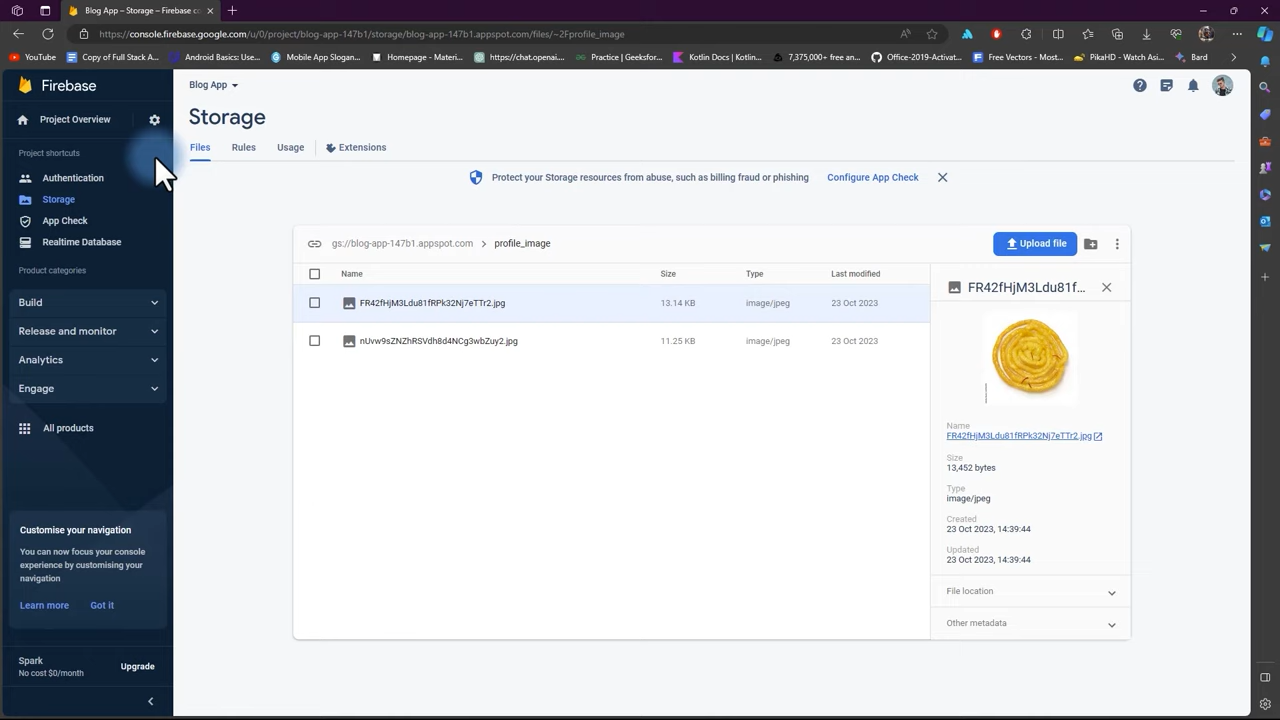 Blog App - Storage - Firebase c
https://console.firebase.google.com/u/0/project/blog-app-147b1/storage/blog-app-147b1.appspot.com/files/~2Fprofile_image
YouTube
Copy of Full Stack A...
Android Basics: Use...
Mobile App Slogan...
Homepage - Materi...
https://chat.openai....
Practice | Geeksfor...
Kotlin Docs | Kotlin...
7,375,000+ free an...
Office-2019-Activat...
Free Vectors - Most...
PikaHD - Everythin...
Bard
Firebase
Blog App
Project Overview
Storage
Project shortcuts
Files
Rules
Usage
Extensions
Authentication
Protect your Storage resources from abuse, such as billing fraud or phishing
Configure App Check
Storage
App Check
Realtime Database
gs://blog-app-147b1.appspot.com
profile_image
Upload file
Product categories
Name
Size
Type
Last modified
FR42fHjM3Ldu81f...
Build
FR42fHjM3Ldu81fRPk32Nj7eTTr2.jpg
13.14 KB
image/jpeg
23 Oct 2023
Release and monitor
nUvw9sZNZhRSVdh8d4NCg3wbZuy2.jpg
11.25 KB
image/jpeg
23 Oct 2023
Analytics
Engage
All products
Name
FR42fHjM3Ldu81fRPk32Nj7eTTr2.jpg
Size
13,452 bytes
Type
image/jpeg
Created
23 Oct 2023, 14:39:44
Updated
23 Oct 2023, 14:39:44
File location
Other metadata
Customise your navigation
You can now focus your console
experience by customising your
navigation
Learn more
Got it
Spark
No cost $0/month
Upgrade